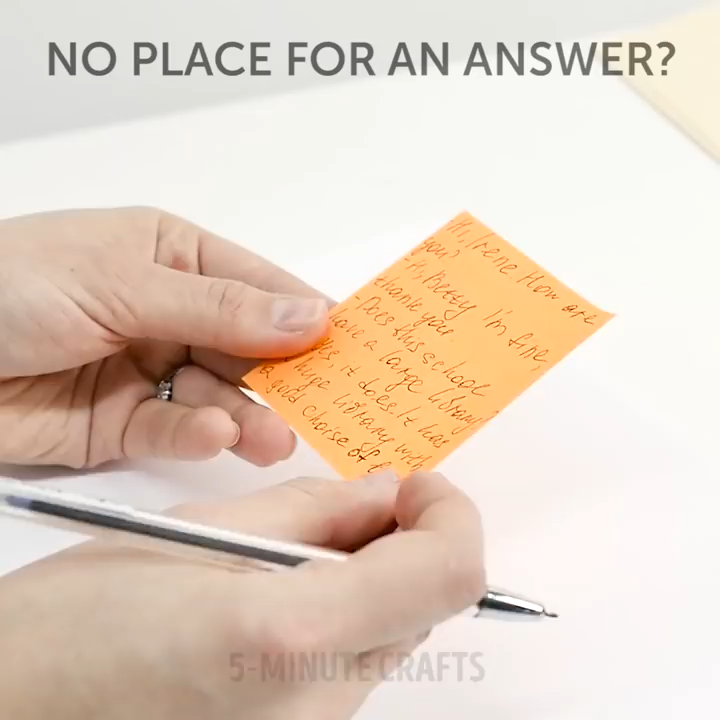 NO PLACE FOR AN ANSWER?
-Hi, Irene How are
you?
-Hi, Betty I'm fine,
thank you.
-Does this school
have a large library?
it does. It has
huge library with
a good choise of
5-MINUTE CRAFTS